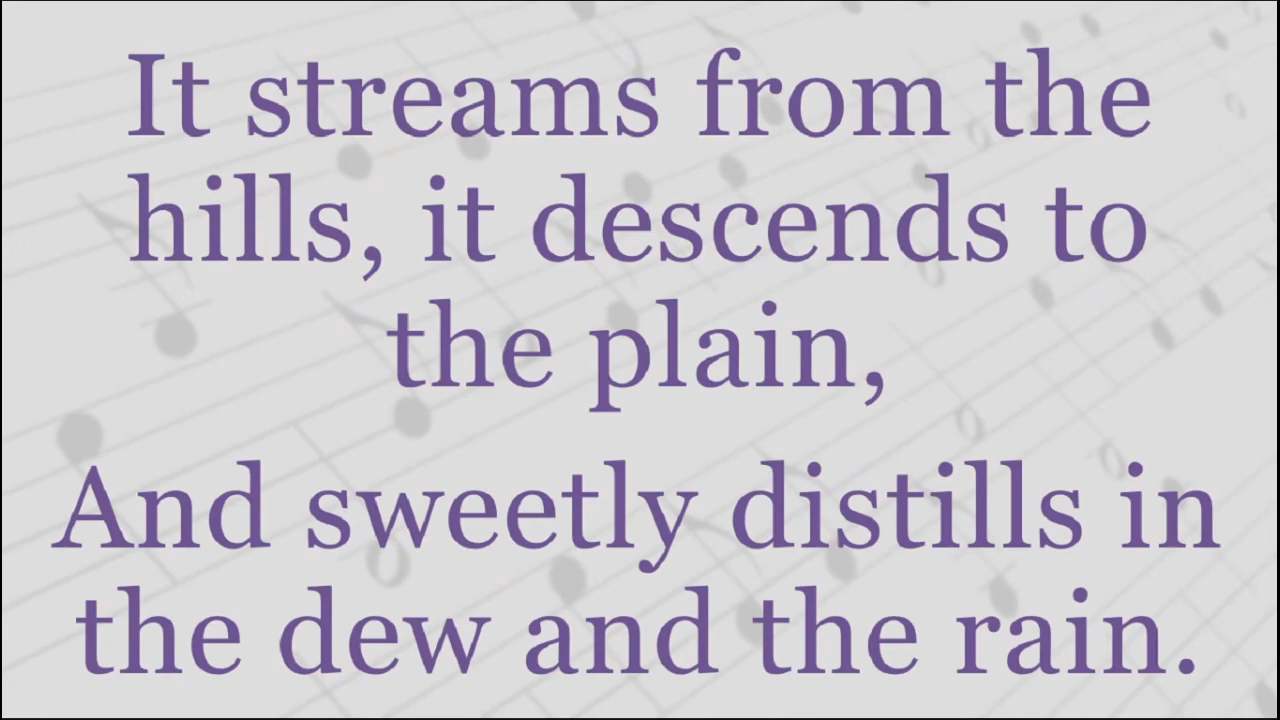 It streams from the
hills, it descends to
the plain,
And sweetly distills in
the dew and the rain.